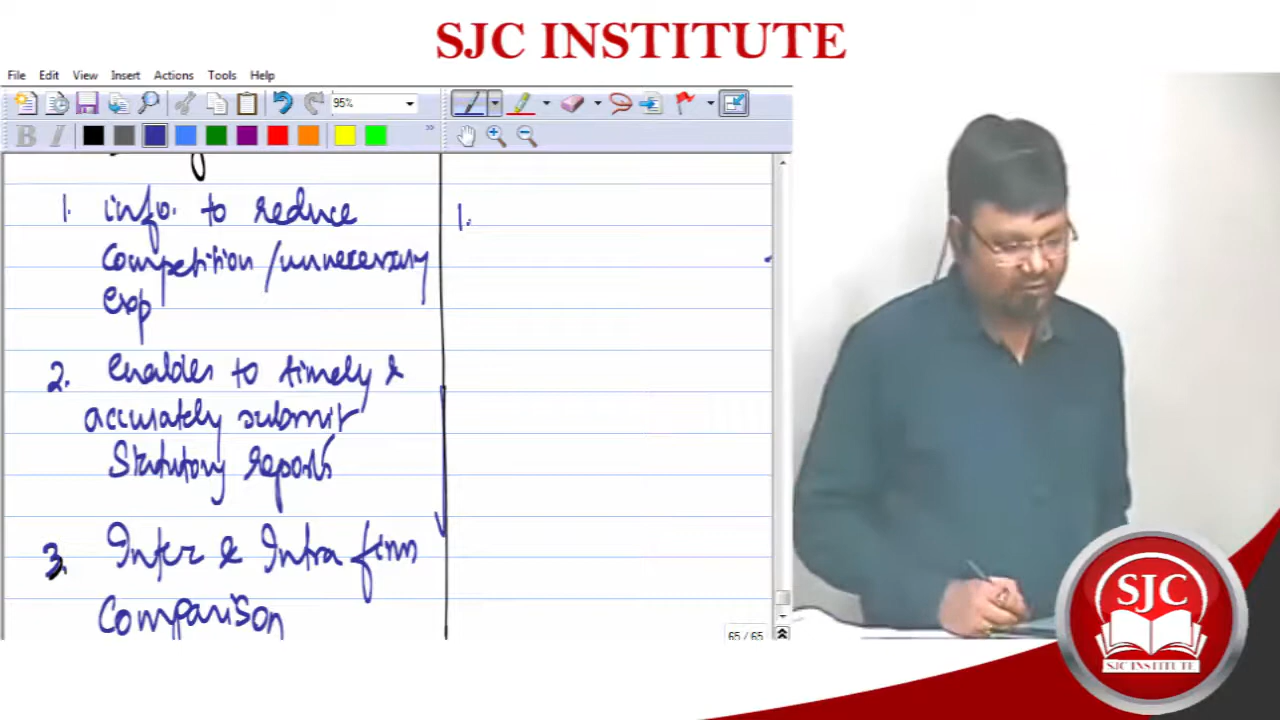 SJC INSTITUTE
File Edit View Insert Actions Tools Help
95%
B I
1. info. to reduce
Competition / unnecessary
exp
2. enables to timely &
accurately submit
Statutory reports
3. Inter & Intra firm
Comparison
1.
65 / 65
SJC
SJC INSTITUTE